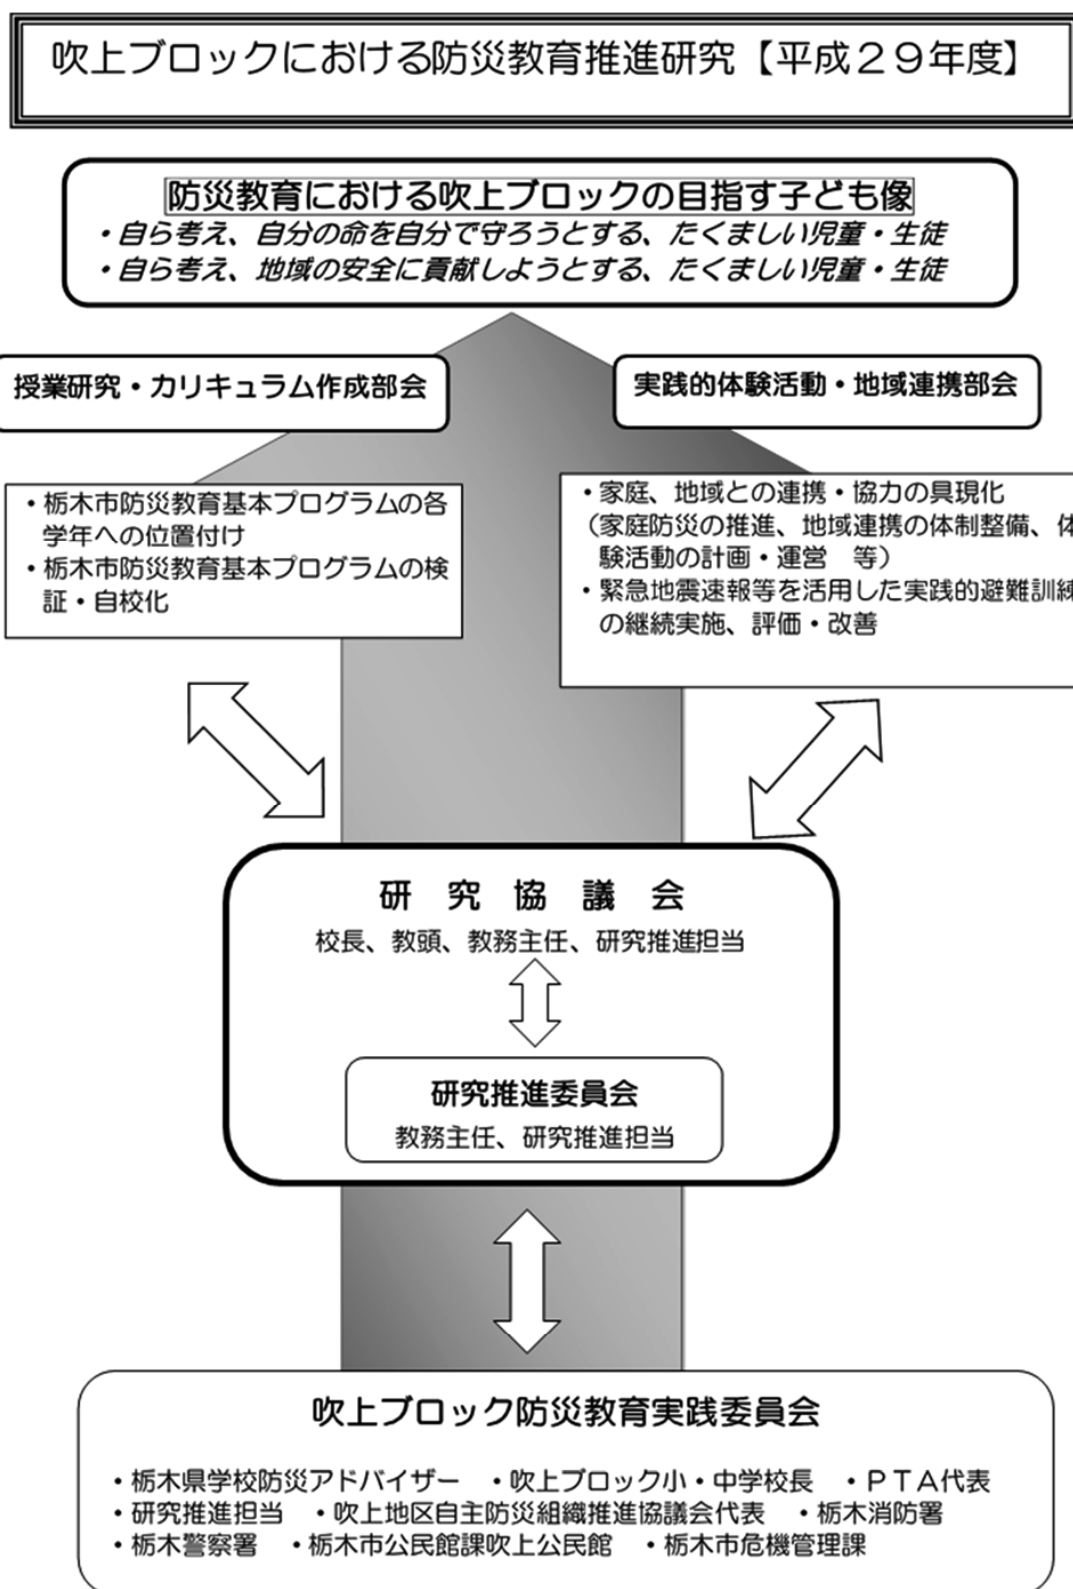 吹上ブロックにおける防災教育推進研究【平成２９年度】
防災教育における吹上ブロックの目指す子ども像
・自ら考え、自分の命を自分で守ろうとする、たくましい児童・生徒
・自ら考え、地域の安全に貢献しようとする、たくましい児童・生徒
授業研究・カリキュラム作成部会
・栃木市防災教育基本プログラムの各
学年への位置付け
・栃木市防災教育基本プログラムの検
証・自校化
実践的体験活動・地域連携部会
・家庭、地域との連携・協力の具現化
（家庭防災の推進、地域連携の体制整備、体
験活動の計画・運営　等）
・緊急地震速報等を活用した実践的避難訓練
の継続実施、評価・改善
研　究　協　議　会
校長、教頭、教務主任、研究推進担当
研究推進委員会
教務主任、研究推進担当
吹上ブロック防災教育実践委員会
・栃木県学校防災アドバイザー　・吹上ブロック小・中学校長　・ＰＴＡ代表
・研究推進担当　・吹上地区自主防災組織推進協議会代表　・栃木消防署
・栃木警察署　・栃木市公民館課吹上公民館　・栃木市危機管理課